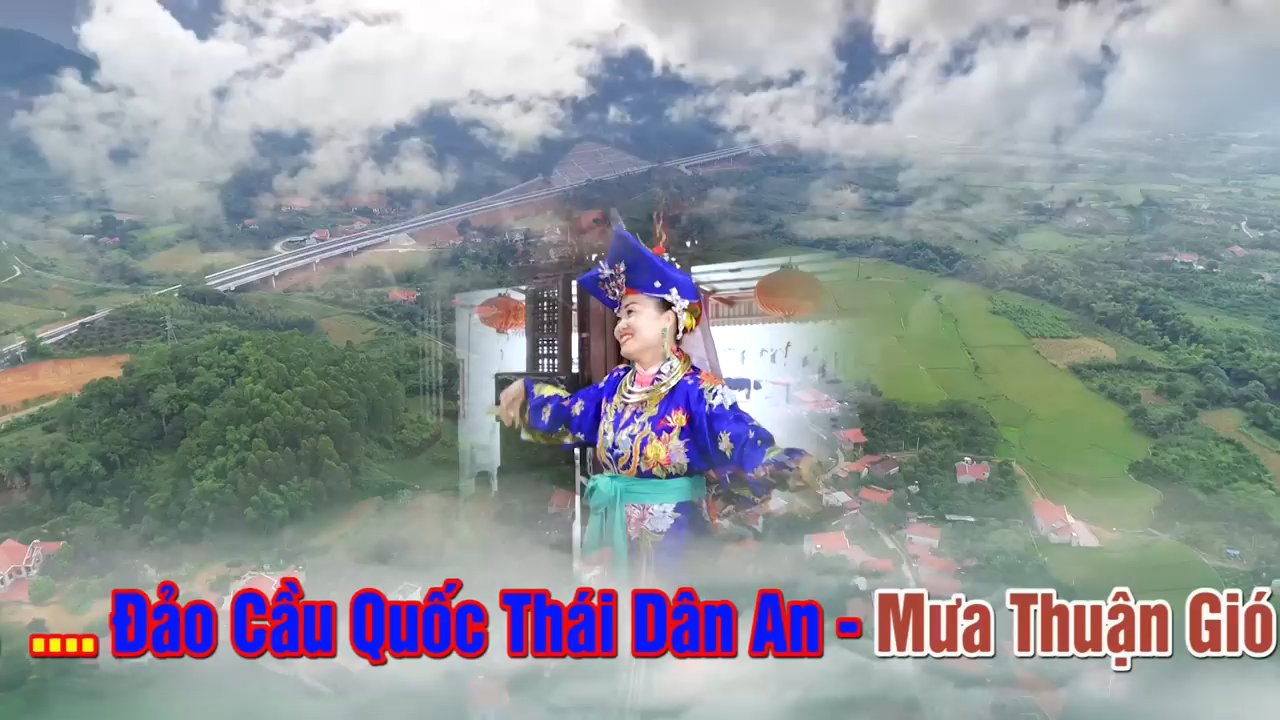 .... Đảo Cầu Quốc Thái Dân An - Mưa Thuận Gió